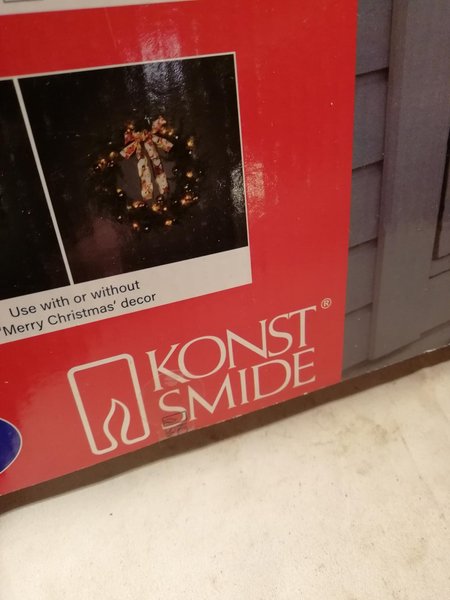 Use with or without
'Merry Christmas' decor
KONST®
SMIDE